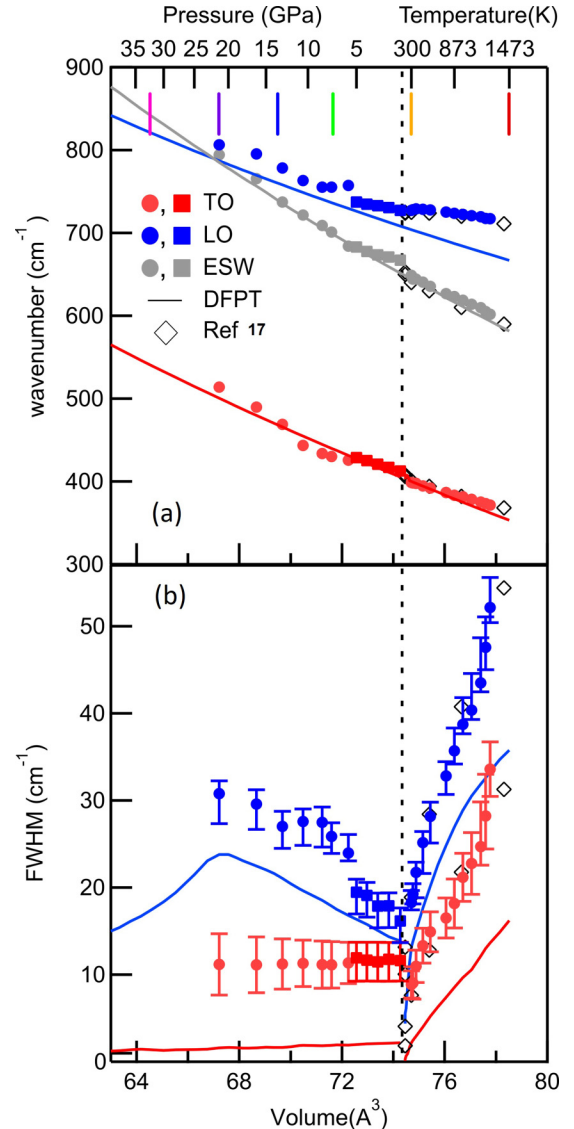 Pressure (GPa) Temperature(K)
35 30 25 20 15 10 5 300 873 1473
900
800
700
600
500
400
300
wavenumber (cm⁻¹)
, TO
, LO
, ESW
DFPT
Ref 17
(a)
(b)
50
40
30
20
10
0
FWHM (cm⁻¹)
63 68 72 76 80
Volume(A³)